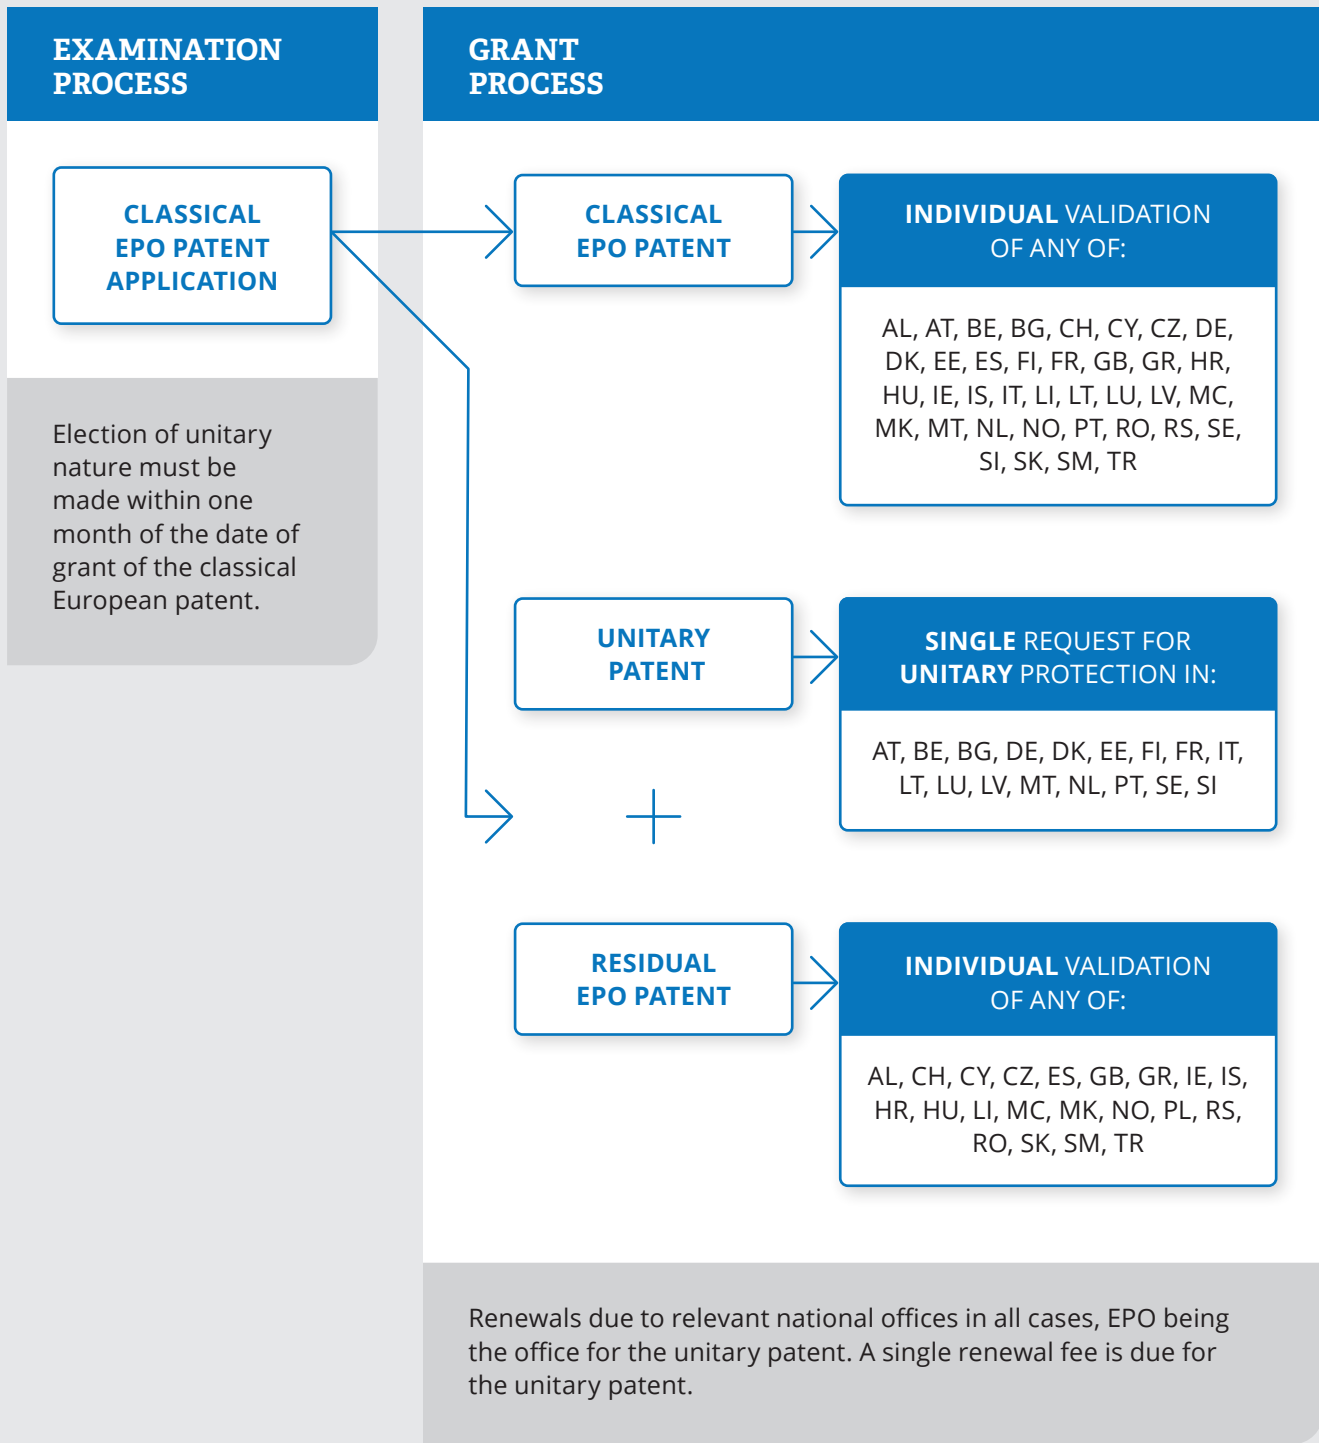 EXAMINATION
PROCESS
CLASSICAL
EPO PATENT
APPLICATION
Election of unitary
nature must be
made within one
month of the date of
grant of the classical
European patent.
GRANT
PROCESS
CLASSICAL
EPO PATENT
INDIVIDUAL VALIDATION
OF ANY OF:
AL, AT, BE, BG, CH, CY, CZ, DE,
DK, EE, ES, FI, FR, GB, GR, HR,
HU, IE, IS, IT, LI, LT, LU, LV, MC,
MK, MT, NL, NO, PT, RO, RS, SE,
SI, SK, SM, TR
UNITARY
PATENT
SINGLE REQUEST FOR
UNITARY PROTECTION IN:
AT, BE, BG, DE, DK, EE, FI, FR, IT,
LT, LU, LV, MT, NL, PT, SE, SI
RESIDUAL
EPO PATENT
INDIVIDUAL VALIDATION
OF ANY OF:
AL, CH, CY, CZ, ES, GB, GR, IE, IS,
HR, HU, LI, MC, MK, NO, PL, RS,
RO, SK, SM, TR
Renewals due to relevant national offices in all cases, EPO being
the office for the unitary patent. A single renewal fee is due for
the unitary patent.